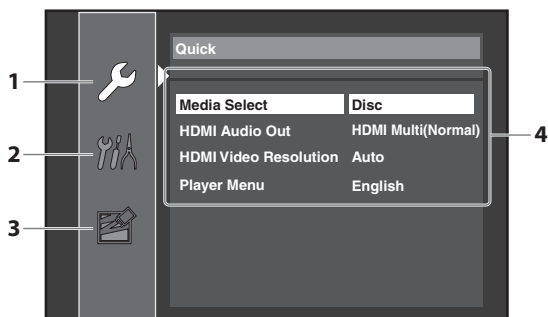 Quick
1
Media Select Disc
HDMI Audio Out HDMI Multi(Normal)
4
2
HDMI Video Resolution Auto
Player Menu English
3